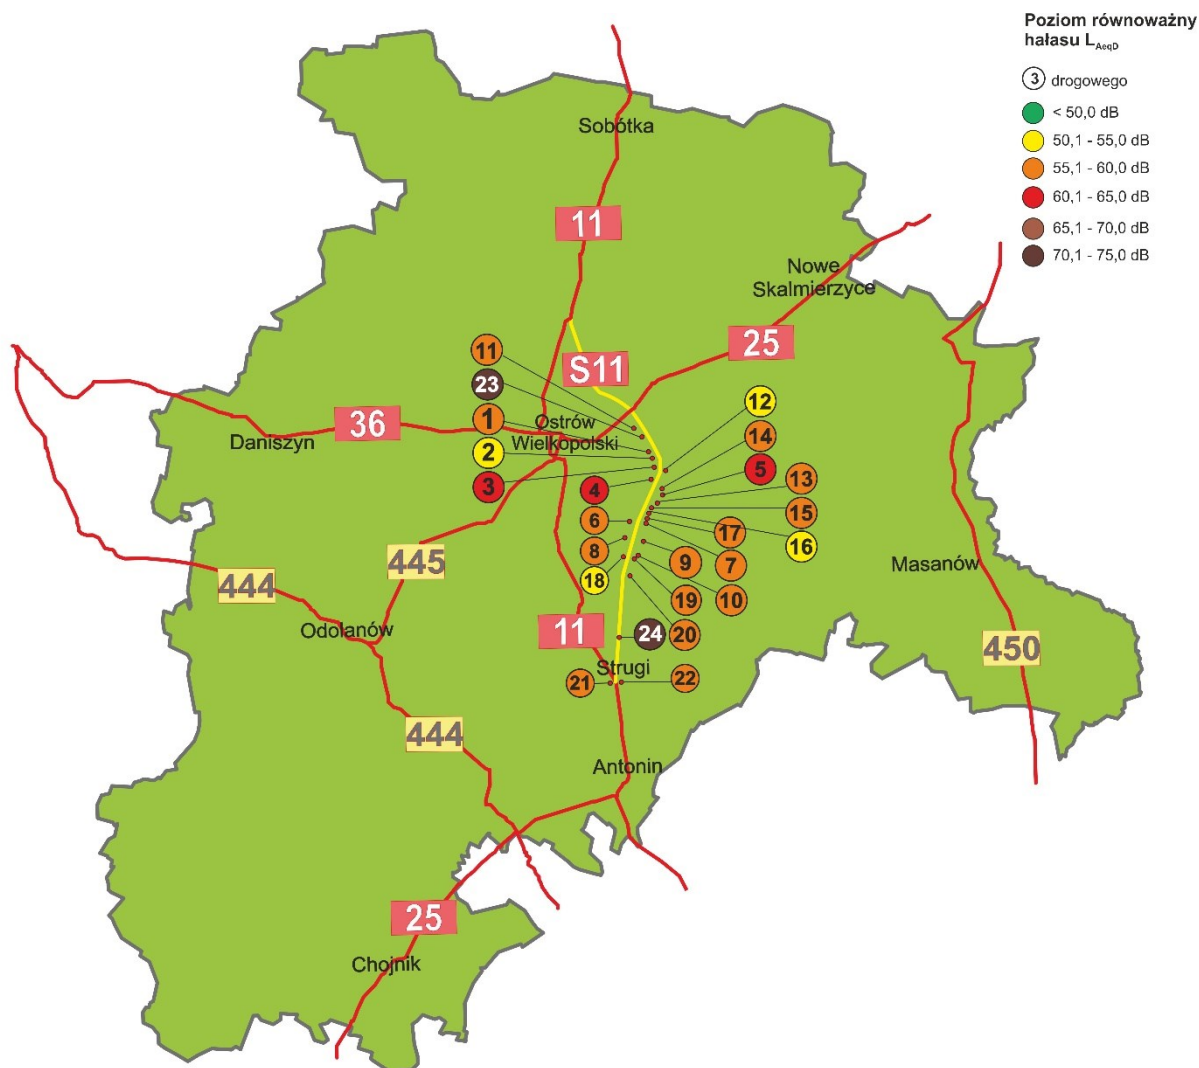 Poziom równoważny
hałasu L_AeqD
3 drogowego
< 50,0 dB
50,1 - 55,0 dB
55,1 - 60,0 dB
60,1 - 65,0 dB
65,1 - 70,0 dB
70,1 - 75,0 dB
Sobótka
11
Nowe
Skalmierzyce
25
S11
11
23
1
2
3
36
Daniszyn
Ostrów
Wielkopolski
12
14
5
13
15
16
4
6
8
18
17
7
9
10
19
20
24
445
444
Odolanów
11
Masanów
450
Strugi
21
22
444
Antonin
25
Chojnik